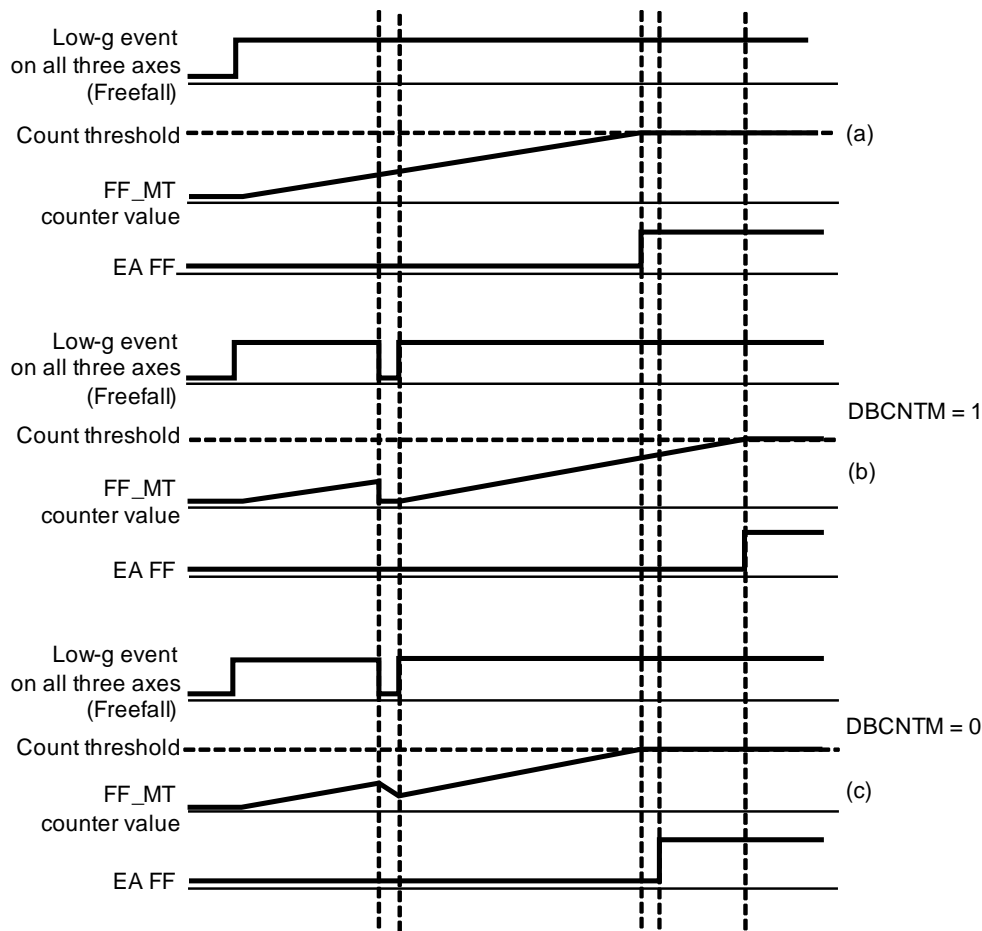 Low-g event
on all three axes
(Freefall)
Count threshold
(a)
FF_MT
counter value
EA FF
Low-g event
on all three axes
(Freefall)
DBCNTM = 1
Count threshold
(b)
FF_MT
counter value
EA FF
Low-g event
on all three axes
(Freefall)
DBCNTM = 0
Count threshold
(c)
FF_MT
counter value
EA FF